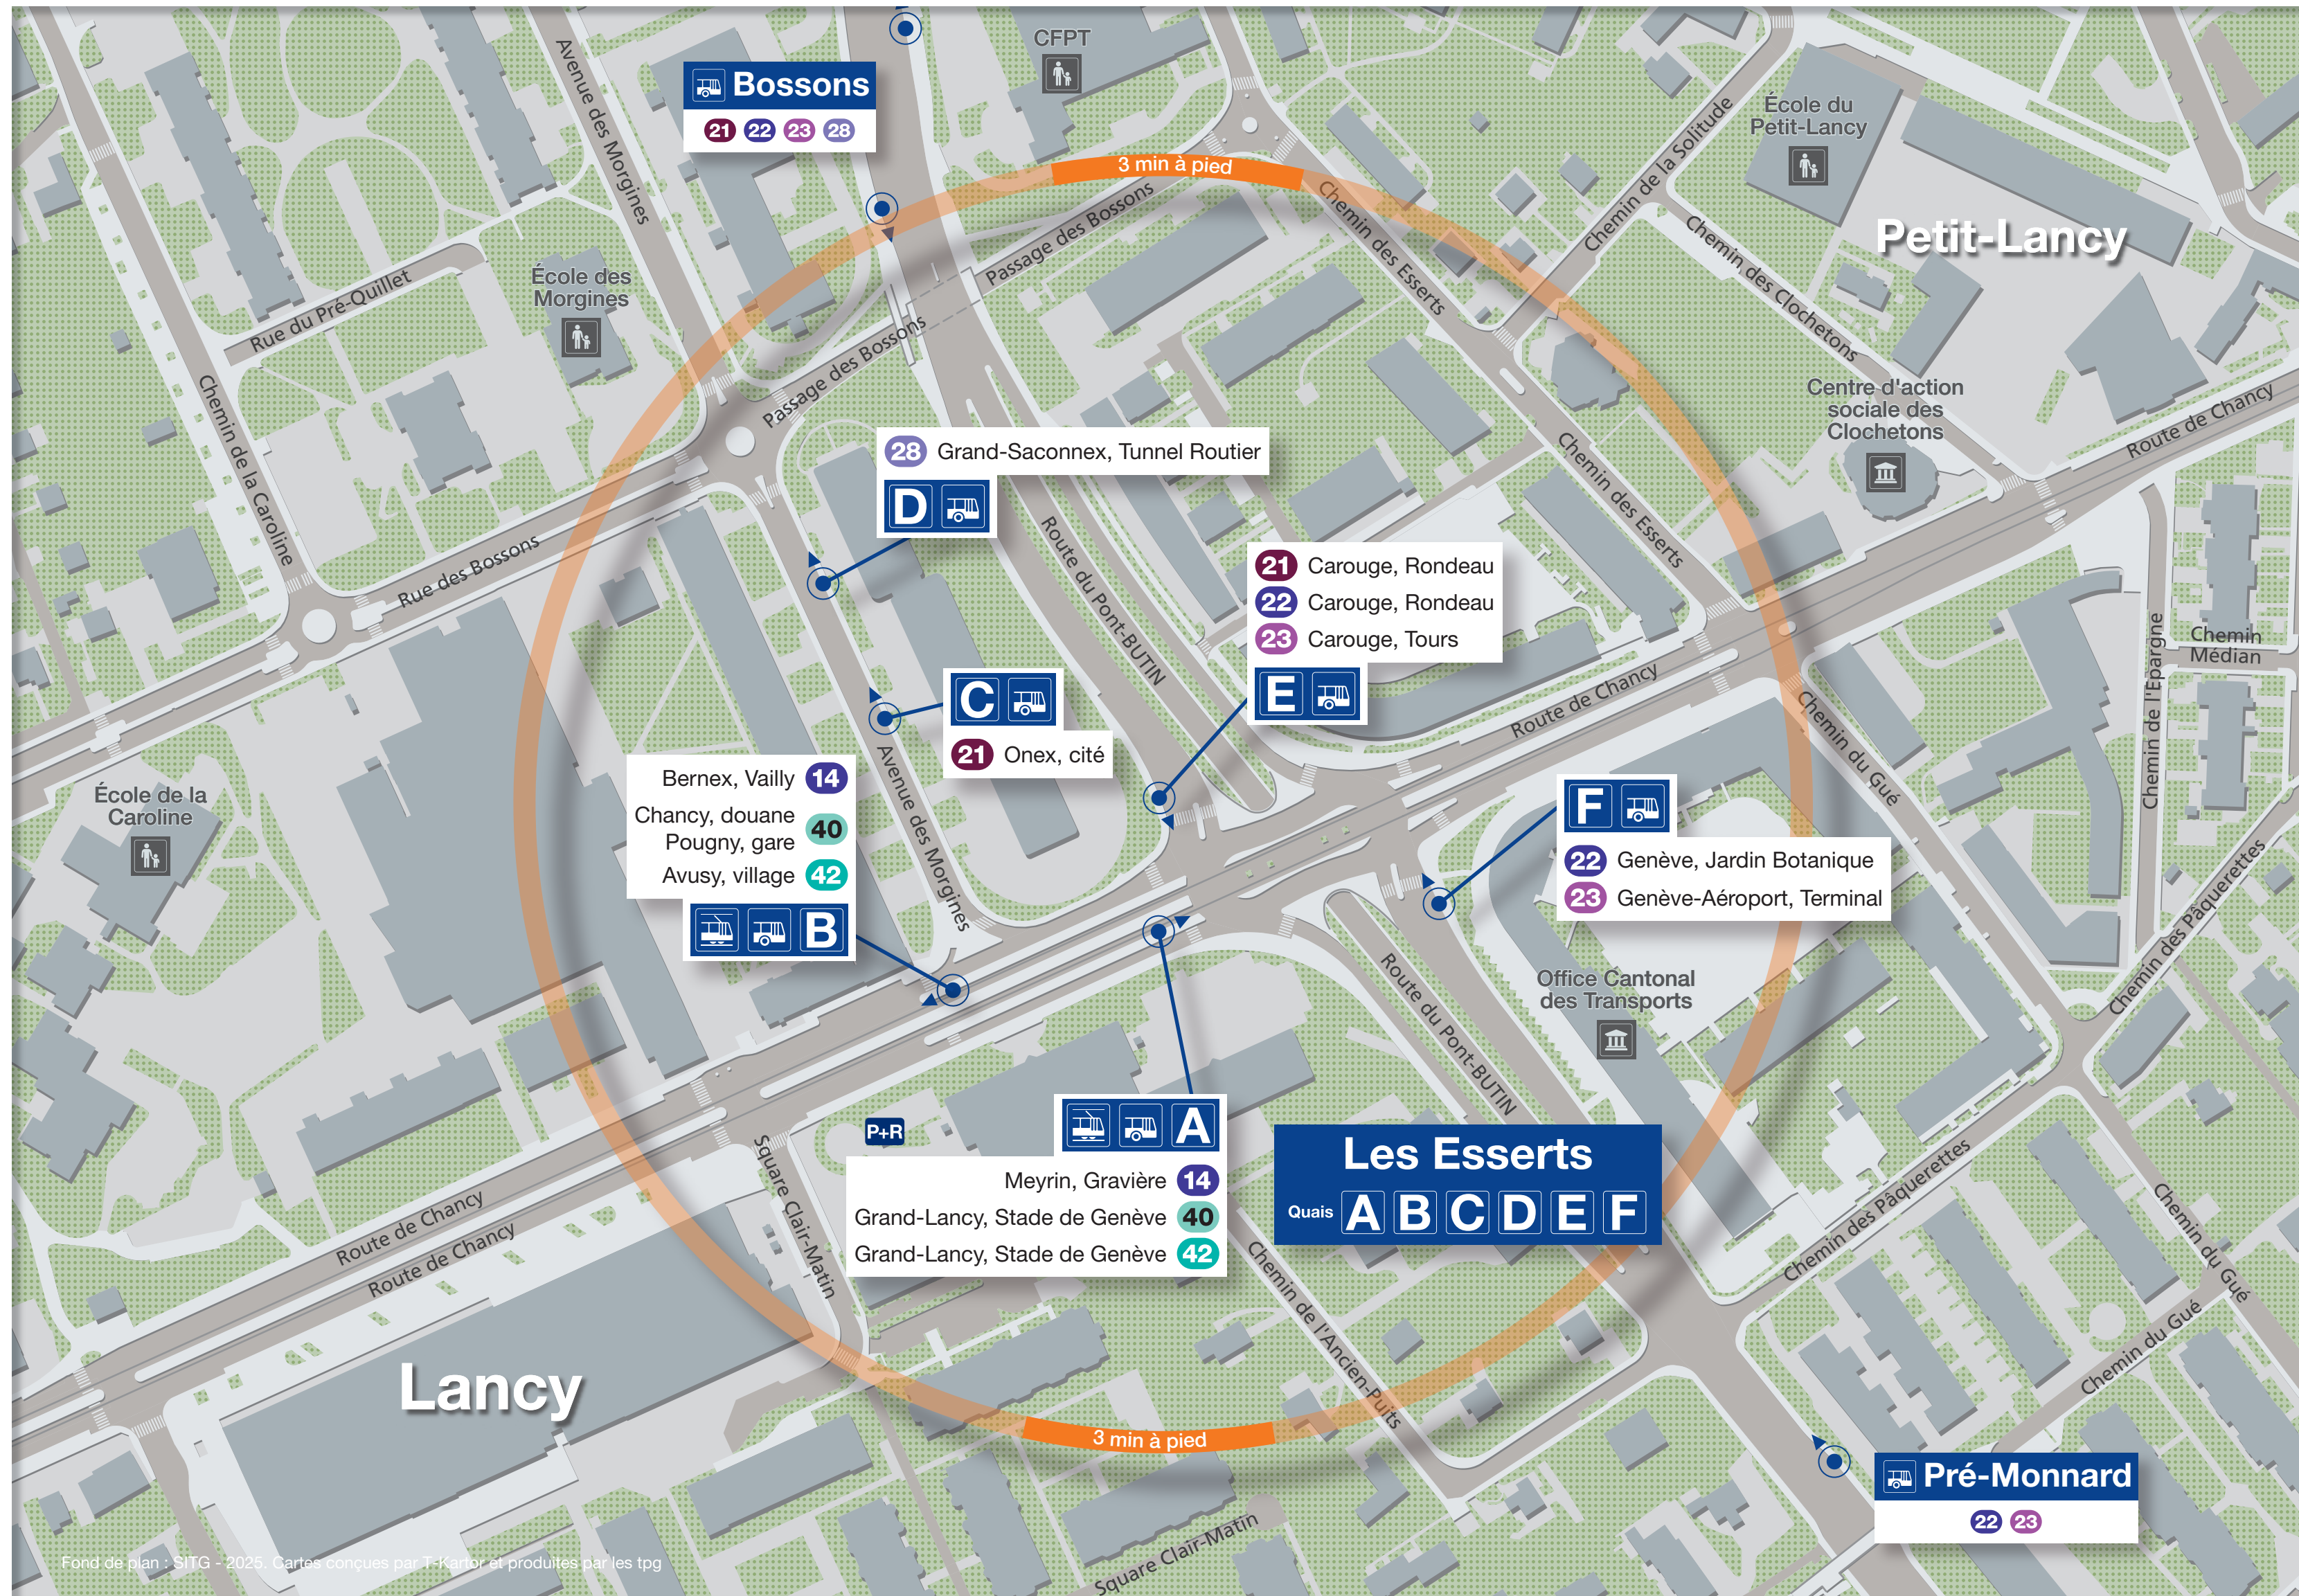 CFPT
Avenue des Morgines
Bossons
21 22 23 28
École du
Petit-Lancy
3 min à pied
Chemin de la Solitude
Passage des Bossons
Chemin des Esserts
Petit-Lancy
École des
Morgines
Rue du Pré-Quillet
Chemin des Clochetons
Passage des Bossons
Chemin de la Caroline
Centre d'action
sociale des
Clochetons
Route de Chancy
28 Grand-Saconnex, Tunnel Routier
D
Chemin des Esserts
Rue des Bossons
Route du Pont-BUTIN
21 Carouge, Rondeau
22 Carouge, Rondeau
23 Carouge, Tours
E
Chemin
Médian
Chemin de l'Épargne
C
21 Onex, cité
Route de Chancy
Chemin du Gué
Avenue des Morgines
Bernex, Vailly 14
Chancy, douane
Pougny, gare 40
Avusy, village 42
B
École de la
Caroline
F
22 Genève, Jardin Botanique
23 Genève-Aéroport, Terminal
Chemin des Pâquerettes
Office Cantonal
des Transports
Route du Pont-BUTIN
P+R
A
Meyrin, Gravière 14
Grand-Lancy, Stade de Genève 40
Grand-Lancy, Stade de Genève 42
Les Esserts
Quais A B C D E F
Square Clair-Matin
Route de Chancy
Route de Chancy
Chemin des Pâquerettes
Chemin du Gué
Chemin du Gué
Chemin de l'Ancien-Puits
Lancy
3 min à pied
Pré-Monnard
22 23
Square Clair-Matin
Fond de plan : SITG - 2025. Cartes conçues par T-Kartor et produites par les tpg